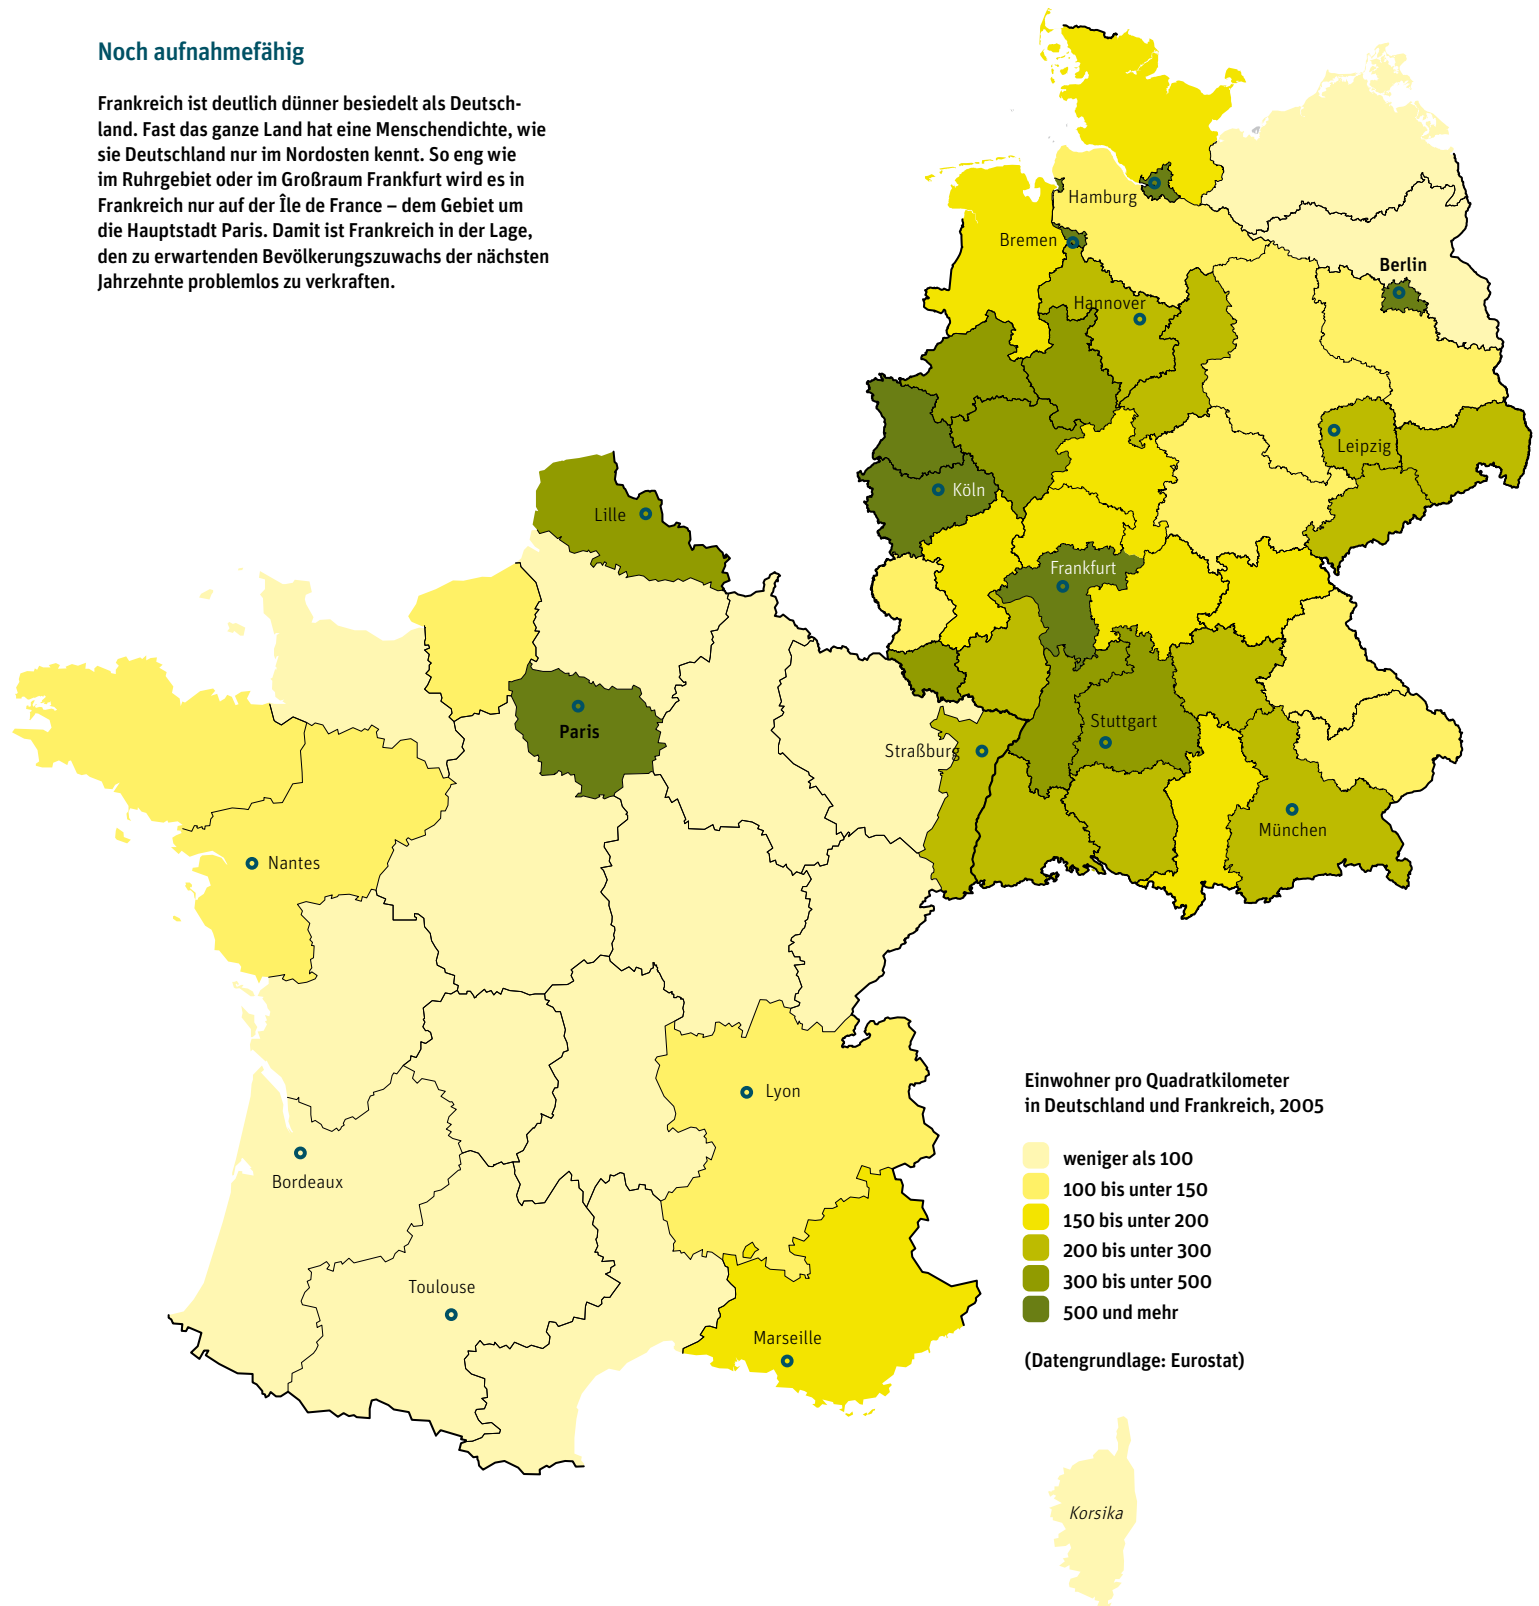 Noch aufnahmefähig
Frankreich ist deutlich dünner besiedelt als Deutsch-
land. Fast das ganze Land hat eine Menschendichte, wie
sie Deutschland nur im Nordosten kennt. So eng wie
im Ruhrgebiet oder im Großraum Frankfurt wird es in
Frankreich nur auf der Île de France – dem Gebiet um
die Hauptstadt Paris. Damit ist Frankreich in der Lage,
den zu erwartenden Bevölkerungszuwachs der nächsten
Jahrzehnte problemlos zu verkraften.
Hamburg
Bremen
Berlin
Hannover
Leipzig
Köln
Lille
Frankfurt
Paris
Stuttgart
Straßburg
München
Nantes
Lyon
Bordeaux
Toulouse
Marseille
Einwohner pro Quadratkilometer
in Deutschland und Frankreich, 2005
weniger als 100
100 bis unter 150
150 bis unter 200
200 bis unter 300
300 bis unter 500
500 und mehr
(Datengrundlage: Eurostat)
Korsika